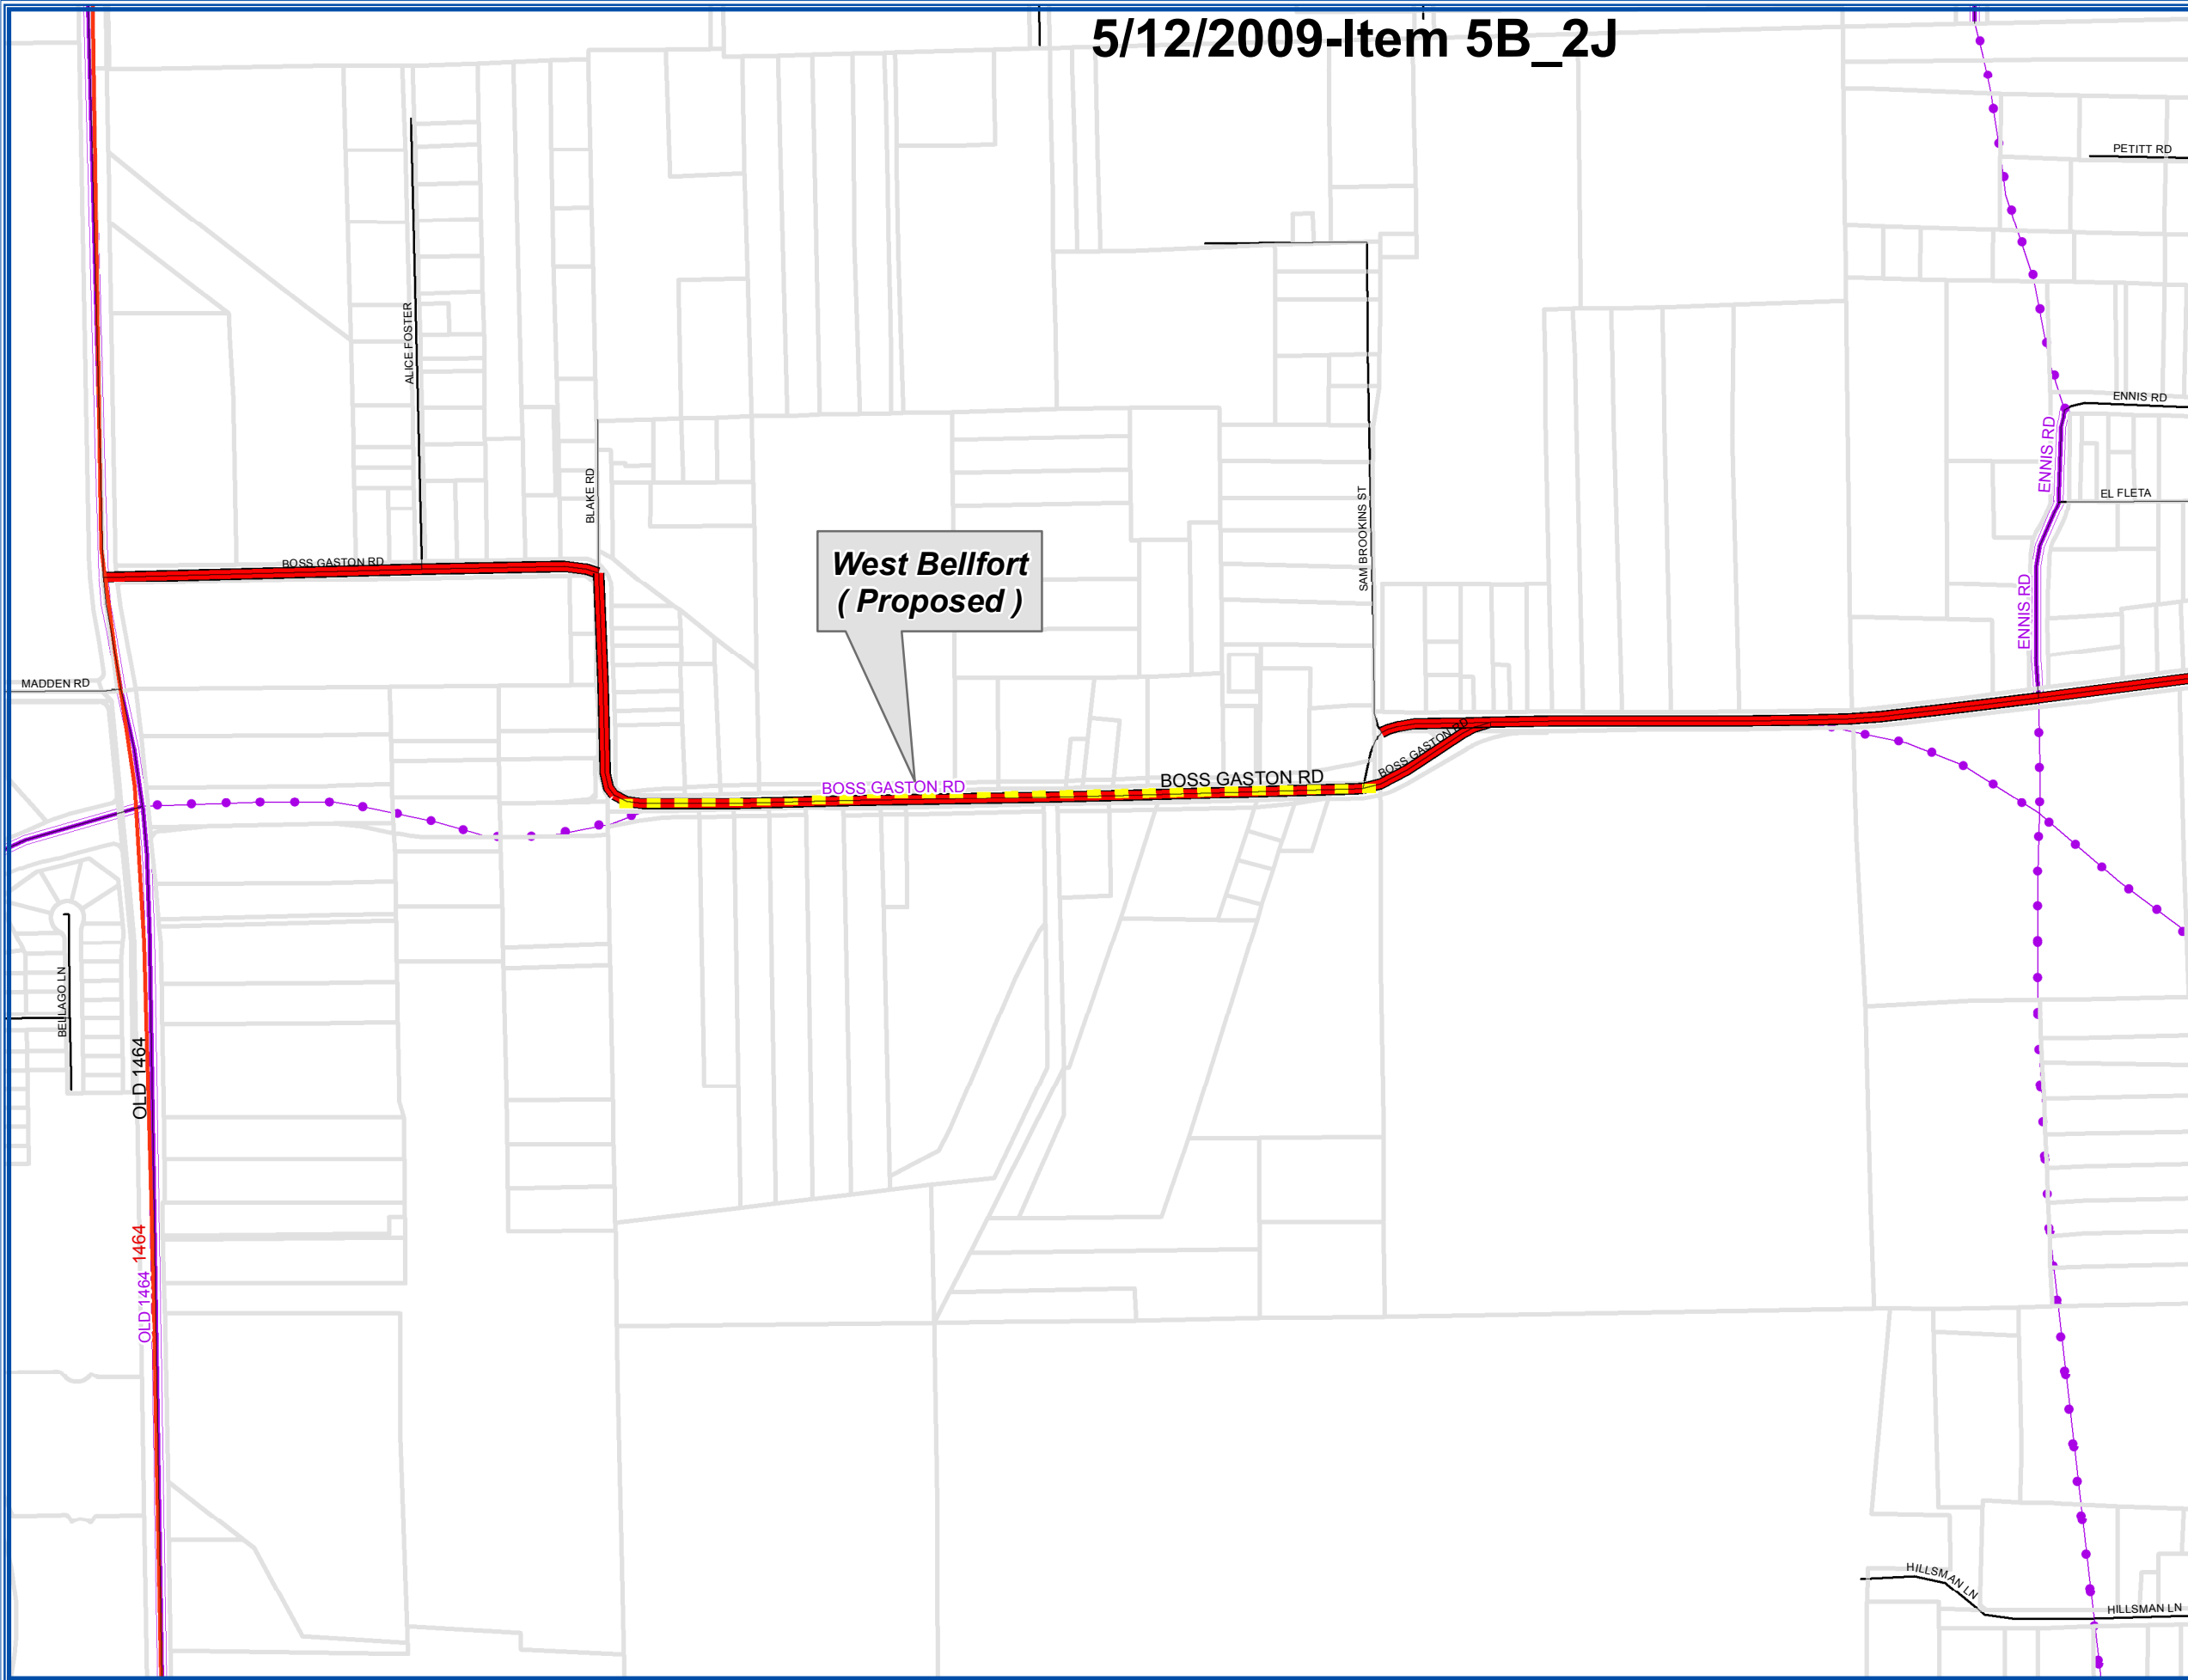 5/12/2009-Item 5B_2J
PETITT RD
ALICE FOSTER
ENNIS RD
ENNIS RD
BLAKE RD
SAM BROOKINS ST
EL FLETA
West Bellfort
( Proposed )
BOSS GASTON RD
ENNIS RD
MADDEN RD
BOSS GASTON RD
BOSS GASTON RD
BOSS GASTON RD
BELLAGO LN
OLD 1464
1464
OLD 1464
HILLSMAN LN
HILLSMAN LN